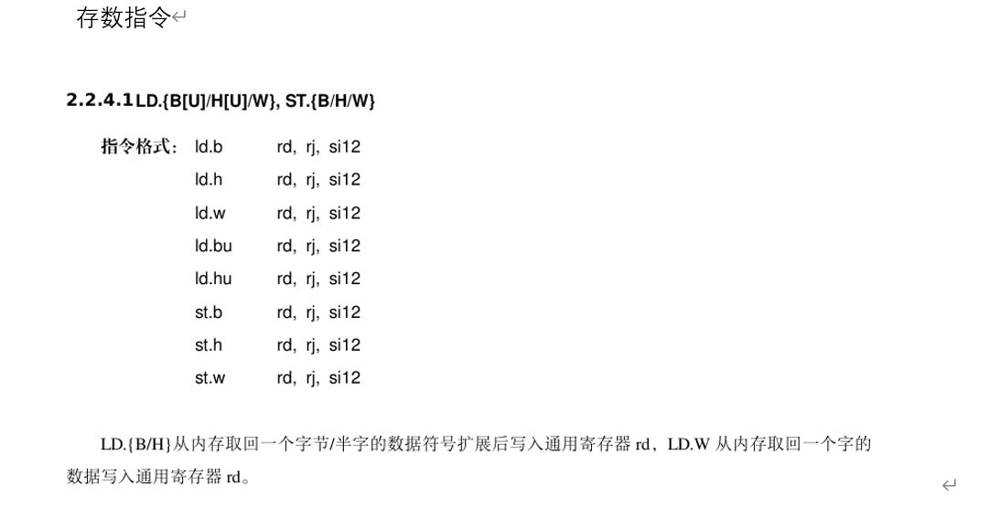 存数指令↵
2.2.4.1 LD.{B[U]/H[U]/W}, ST.{B/H/W}
指令格式： ld.b rd, rj, si12
ld.h rd, rj, si12
ld.w rd, rj, si12
ld.bu rd, rj, si12
ld.hu rd, rj, si12
st.b rd, rj, si12
st.h rd, rj, si12
st.w rd, rj, si12
LD.{B/H}从内存取回一个字节/半字的数据符号扩展后写入通用寄存器 rd，LD.W 从内存取回一个字的
数据写入通用寄存器 rd。 ↵